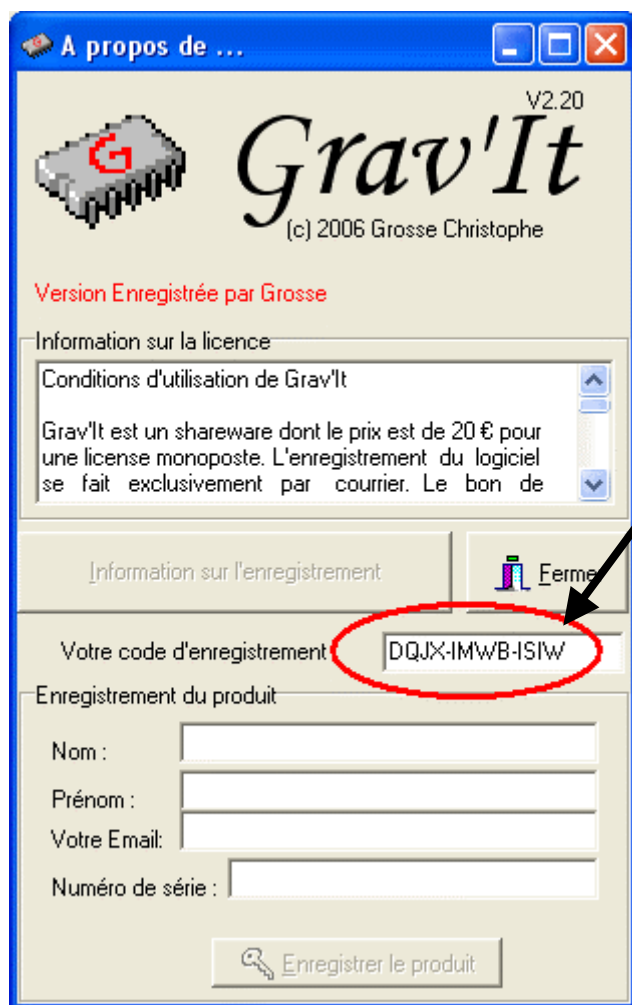 A propos de ...
G
V2.20
Grav'It
(c) 2006 Grosse Christophe
Version Enregistrée par Grosse
Information sur la licence
Conditions d'utilisation de Grav'It
Grav'It est un shareware dont le prix est de 20 € pour
une license monoposte. L'enregistrement du logiciel
se fait exclusivement par courrier. Le bon de
Information sur l'enregistrement
Ferme
Votre code d'enregistrement
DQJX-IMWB-ISIW
Enregistrement du produit
Nom :
Prénom :
Votre Email:
Numéro de série :
Enregistrer le produit